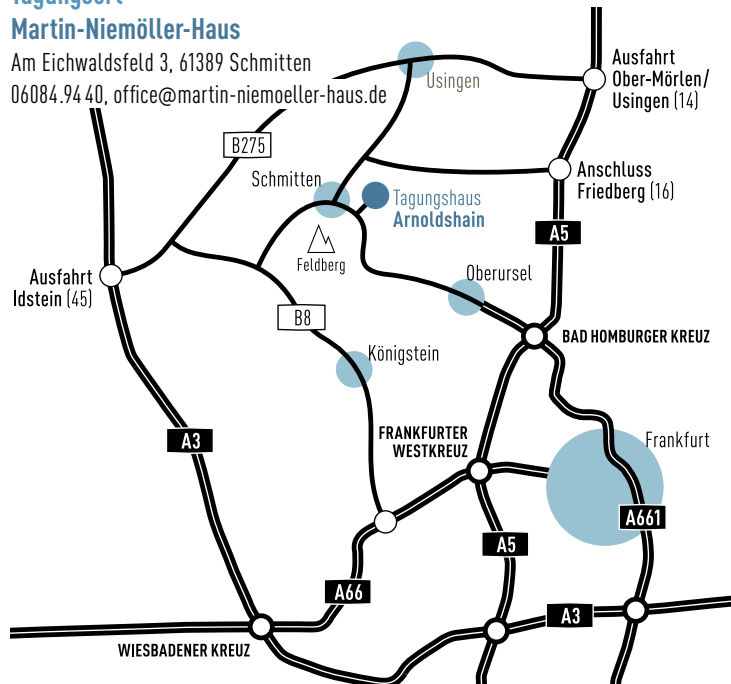 Tagungsort
Martin-Niemöller-Haus
Am Eichwaldsfeld 3, 61389 Schmitten
06084.94 40, office@martin-niemoeller-haus.de
Usingen
Ausfahrt
Ober-Mörlen/
Usingen (14)
B275
Schmitten
Anschluss
Friedberg (16)
Tagungshaus
Arnoldshain
A5
Feldberg
Oberursel
Ausfahrt
Idstein (45)
B8
BAD HOMBURGER KREUZ
Königstein
A3
FRANKFURTER
WESTKREUZ
Frankfurt
A661
A5
A66
A3
WIESBADENER KREUZ